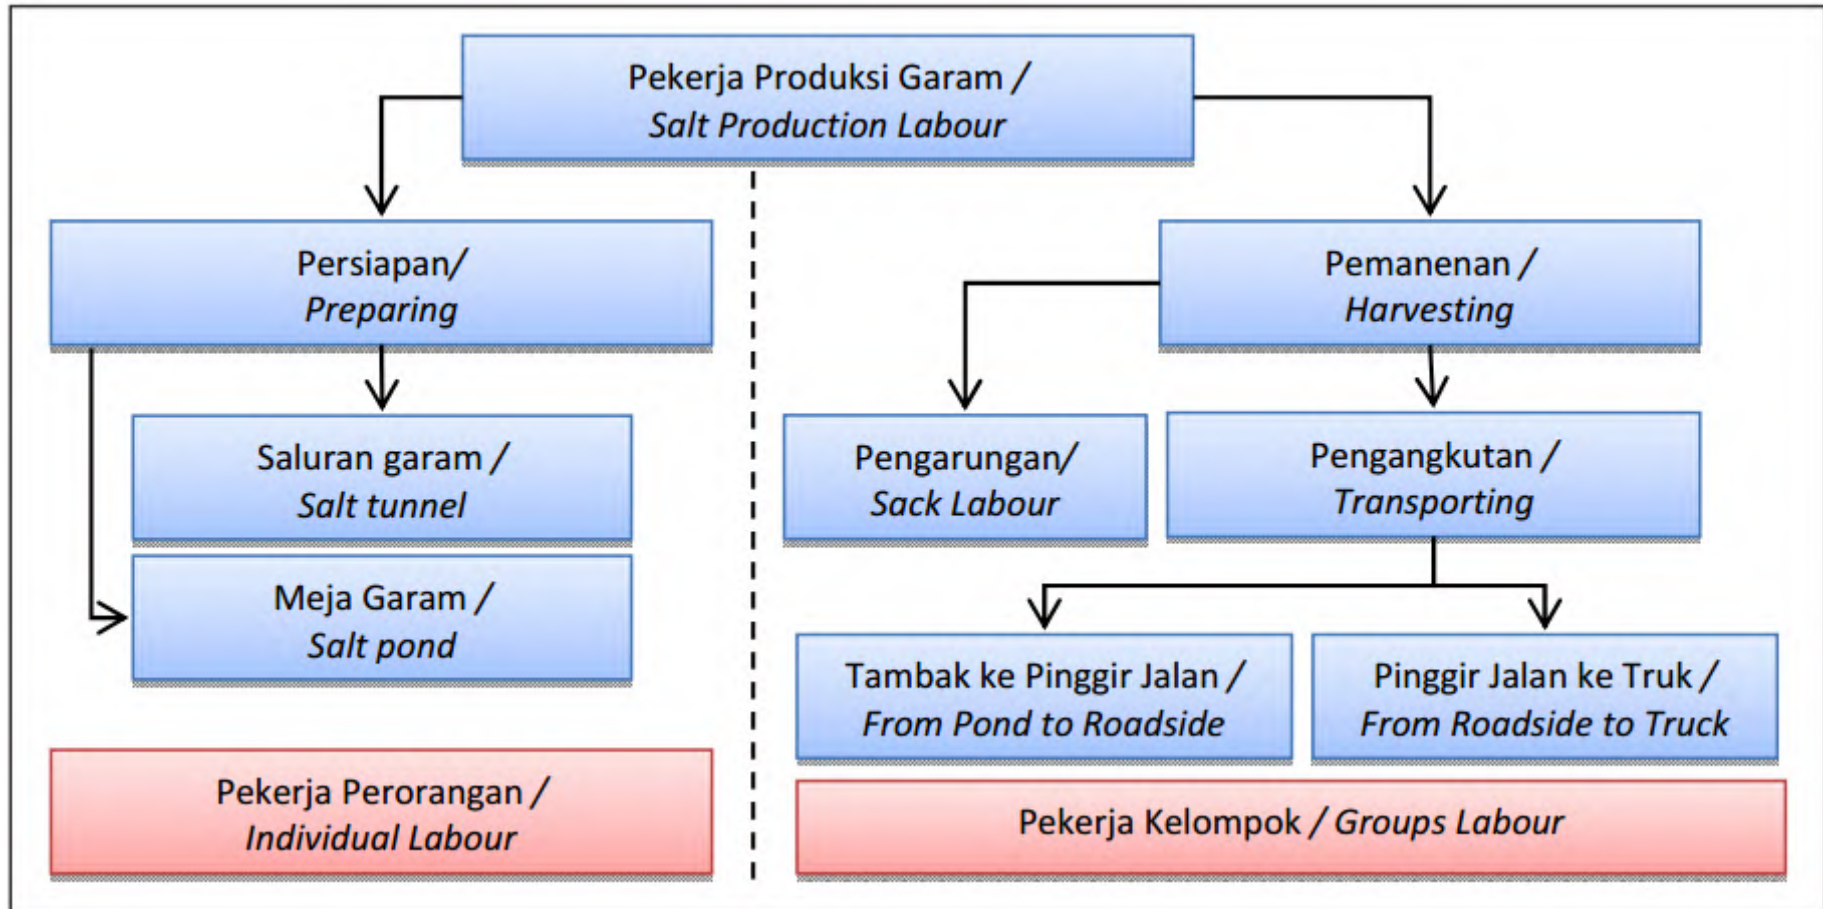 Pekerja Produksi Garam /
Salt Production Labour
Persiapan/
Preparing
Pemanenan /
Harvesting
Saluran garam /
Salt tunnel
Pengarungan/
Sack Labour
Pengangkutan /
Transporting
Meja Garam /
Salt pond
Tambak ke Pinggir Jalan /
From Pond to Roadside
Pinggir Jalan ke Truk /
From Roadside to Truck
Pekerja Perorangan /
Individual Labour
Pekerja Kelompok / Groups Labour